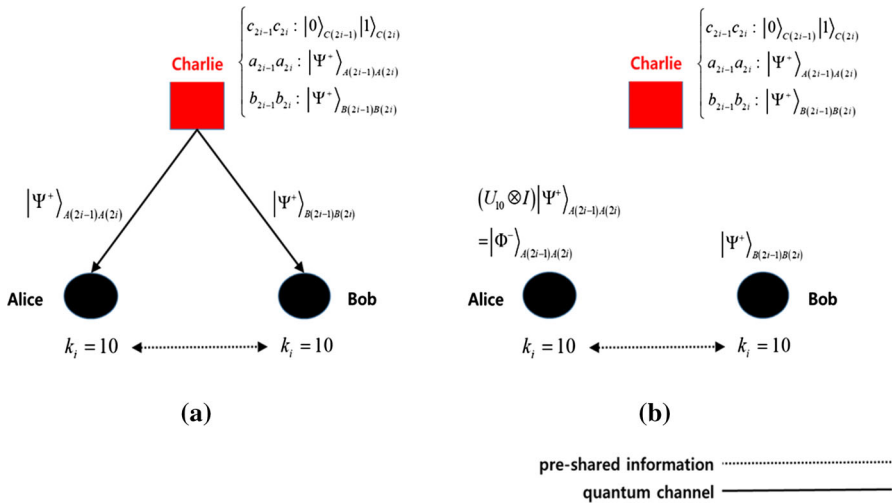 c_{2i-1}c_{2i} : |0⟩_{C(2i-1)} |1⟩_{C(2i)}
Charlie
a_{2i-1}a_{2i} : |Ψ⁺⟩_{A(2i-1)A(2i)}
b_{2i-1}b_{2i} : |Ψ⁺⟩_{B(2i-1)B(2i)}
|Ψ⁺⟩_{A(2i-1)A(2i)}
|Ψ⁺⟩_{B(2i-1)B(2i)}
Alice
Bob
k_i = 10
k_i = 10
(a)
c_{2i-1}c_{2i} : |0⟩_{C(2i-1)} |1⟩_{C(2i)}
Charlie
a_{2i-1}a_{2i} : |Ψ⁺⟩_{A(2i-1)A(2i)}
b_{2i-1}b_{2i} : |Ψ⁺⟩_{B(2i-1)B(2i)}
(U_{10} ⊗ I)|Ψ⁺⟩_{A(2i-1)A(2i)}
=|Φ⁻⟩_{A(2i-1)A(2i)}
|Ψ⁺⟩_{B(2i-1)B(2i)}
Alice
Bob
k_i = 10
k_i = 10
(b)
pre-shared information
quantum channel